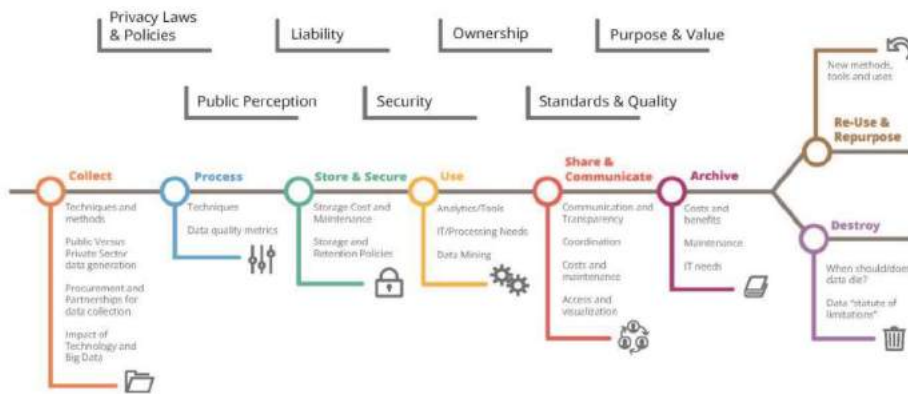 Privacy Laws
& Policies
Liability
Ownership
Purpose & Value
Public Perception
Security
Standards & Quality
Collect
Techniques and
methods
Public Versus
Private Sector
data generation
Procurement and
Partnerships for
data collection
Impact of
Technology and
Big Data
Process
Techniques
Data quality metrics
Store & Secure
Storage Cost and
Maintenance
Storage and
Retention Policies
Use
Analytics/Tools
IT/Processing Needs
Data Mining
Share &
Communicate
Communication and
Transparency
Coordination
Costs and
maintenance
Access and
visualization
Archive
Costs and
benefits
Maintenance
IT needs
New methods,
tools and uses
Re-Use &
Repurpose
Destroy
When should/does
data die?
Data "statute of
limitations"